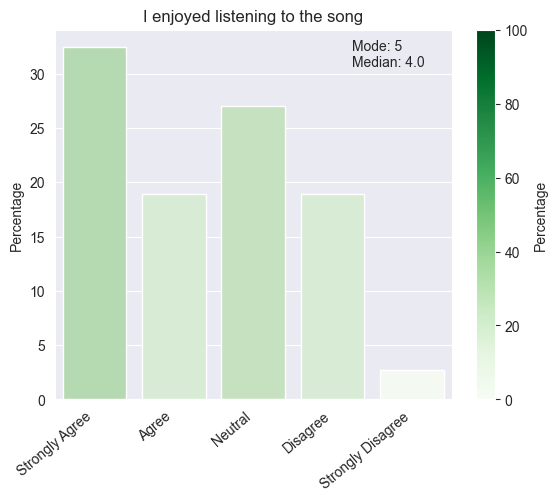 I enjoyed listening to the song
Mode: 5
Median: 4.0
Percentage
30
25
20
15
10
5
0
Strongly Agree
Agree
Neutral
Disagree
Strongly Disagree
100
80
60
40
20
0
Percentage